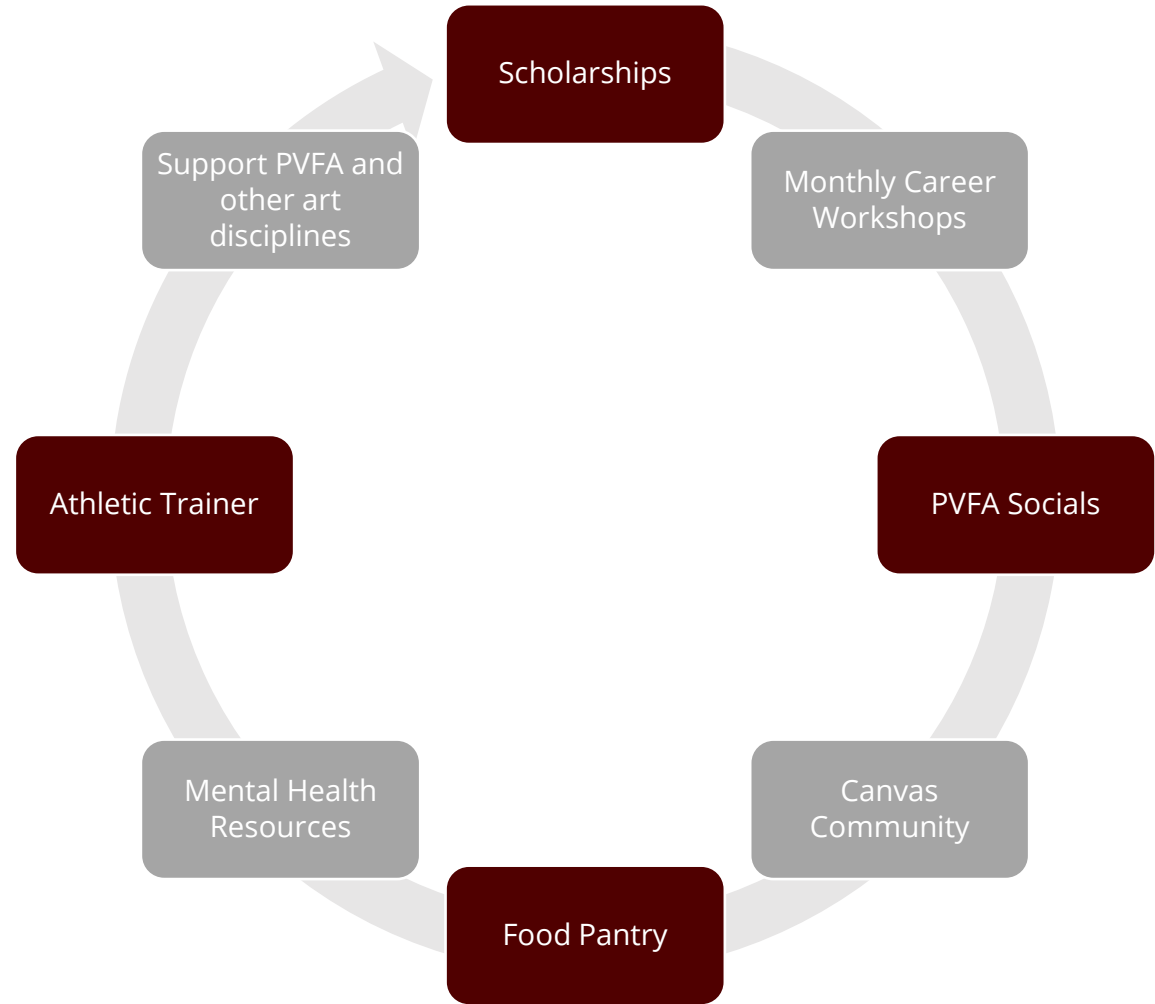 Scholarships
Monthly Career
Workshops
PVFA Socials
Canvas
Community
Food Pantry
Mental Health
Resources
Athletic Trainer
Support PVFA and
other art
disciplines